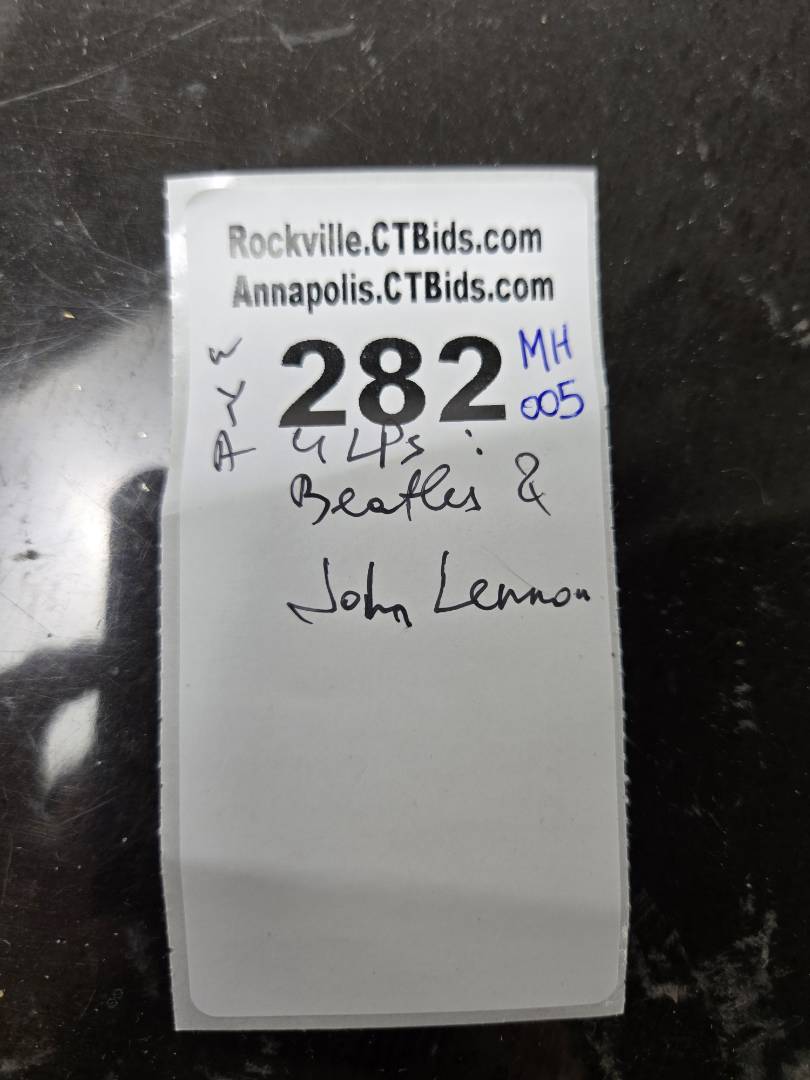 Rockville.CTBids.com
Annapolis.CTBids.com
282
MH
005
4 LPs :
Beatles &
John Lennon